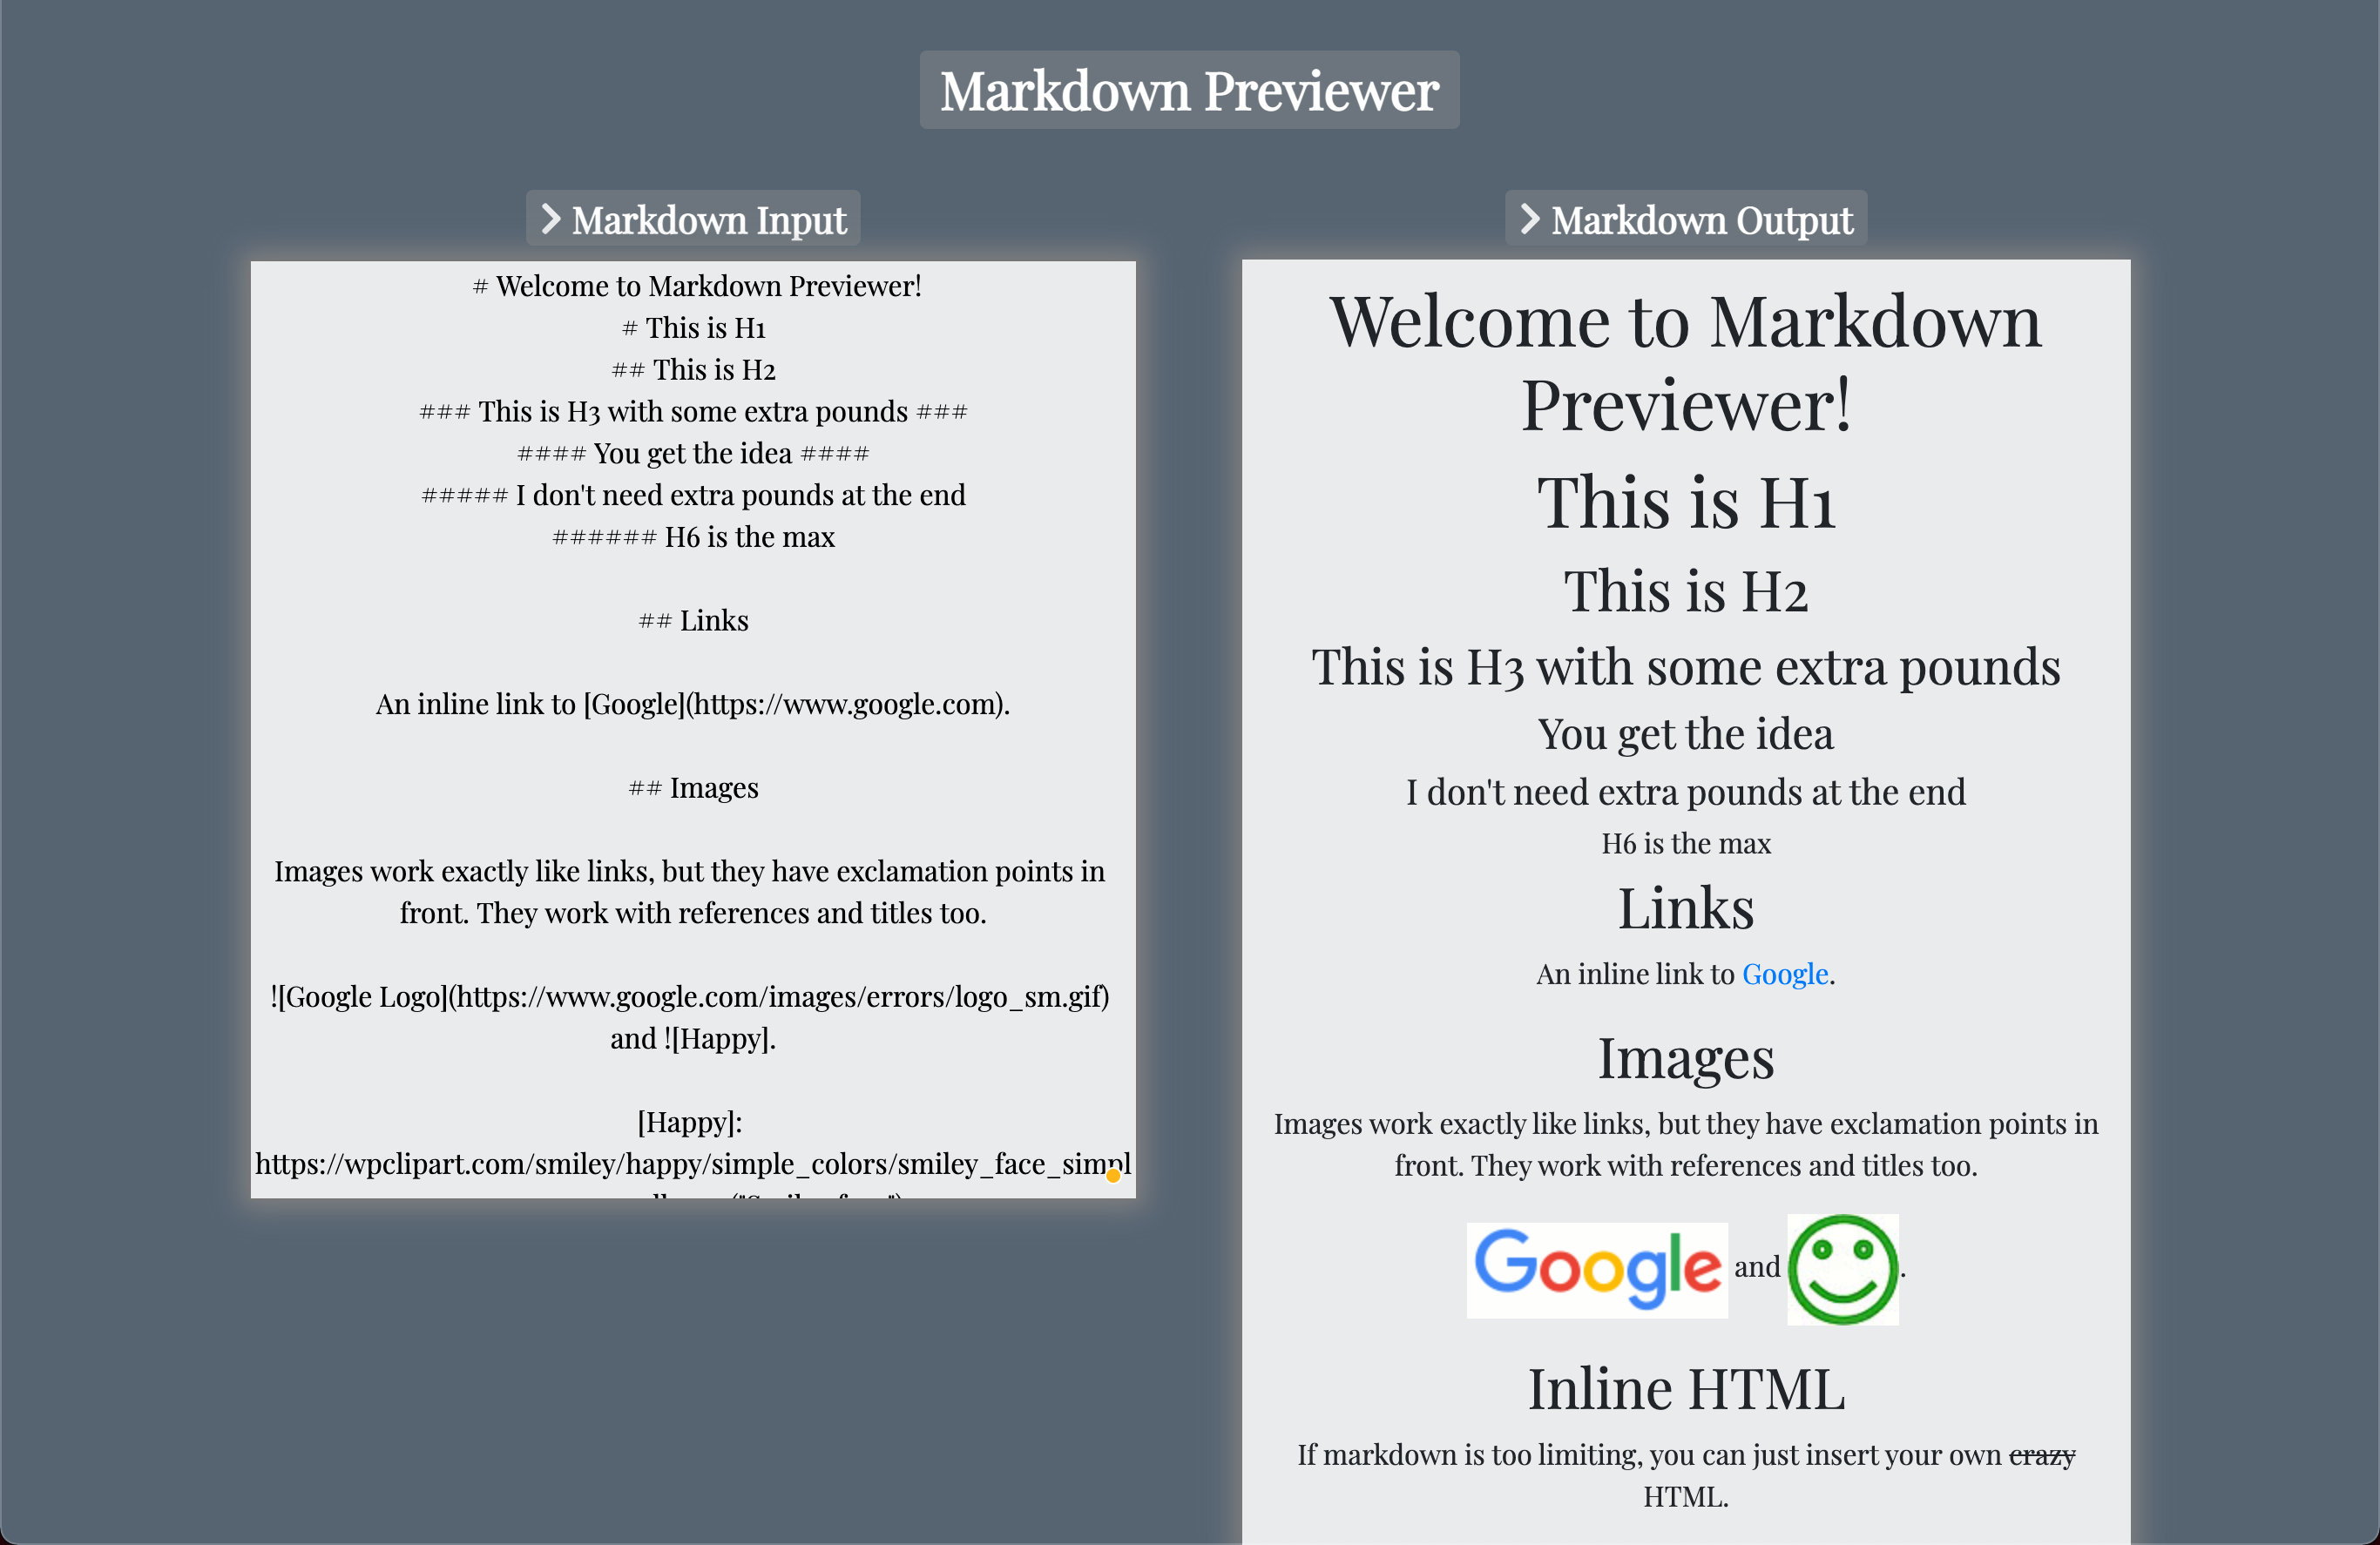 Markdown Previewer
Markdown Input
# Welcome to Markdown Previewer!
# This is H1
## This is H2
### This is H3 with some extra pounds ###
#### You get the idea ####
##### I don't need extra pounds at the end
###### H6 is the max
## Links
An inline link to [Google](https://www.google.com).
## Images
Images work exactly like links, but they have exclamation points in
front. They work with references and titles too.
![Google Logo](https://www.google.com/images/errors/logo_sm.gif)
and ![Happy].
[Happy]:
https://wpclipart.com/smiley/happy/simple_colors/smiley_face_simpl
Markdown Output
Welcome to Markdown
Previewer!
This is H1
This is H2
This is H3 with some extra pounds
You get the idea
I don't need extra pounds at the end
H6 is the max
Links
An inline link to Google.
Images
Images work exactly like links, but they have exclamation points in
front. They work with references and titles too.
Google and .
Inline HTML
If markdown is too limiting, you can just insert your own crazy
HTML.